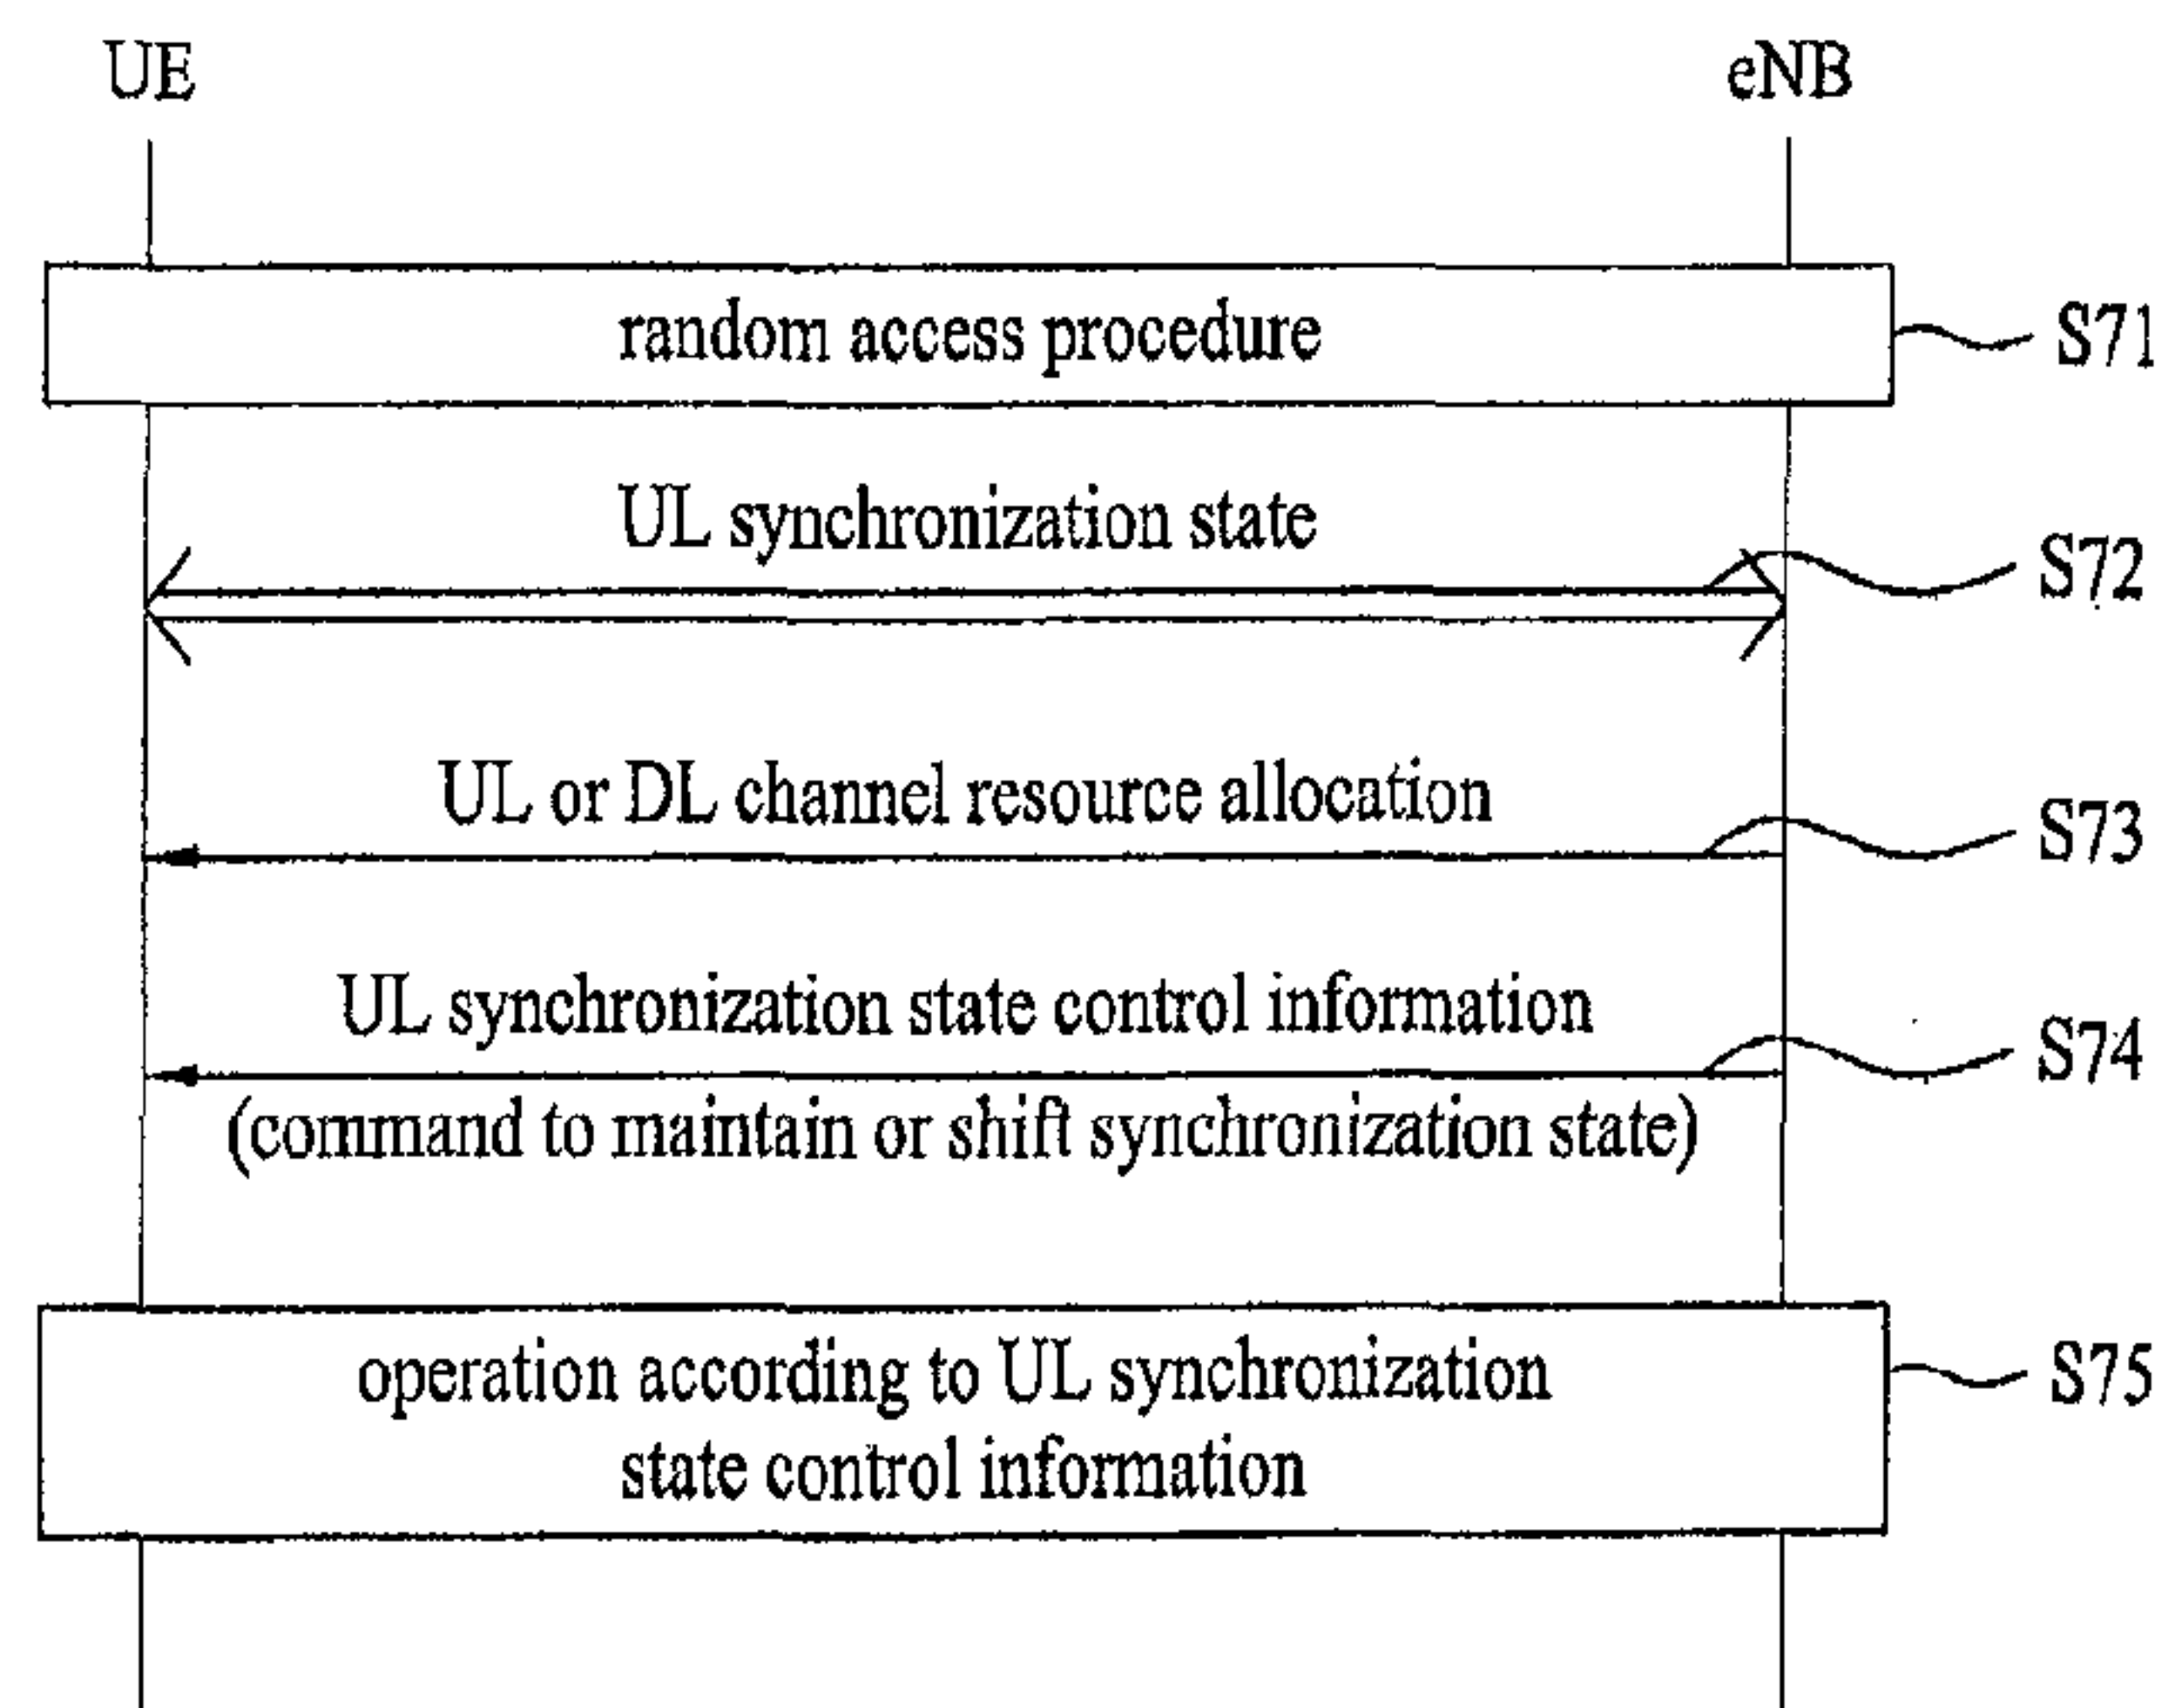 UE
eNB
random access procedure
S71
UL synchronization state
S72
UL or DL channel resource allocation
S73
UL synchronization state control information
S74
(command to maintain or shift synchronization state)
operation according to UL synchronization
S75
state control information